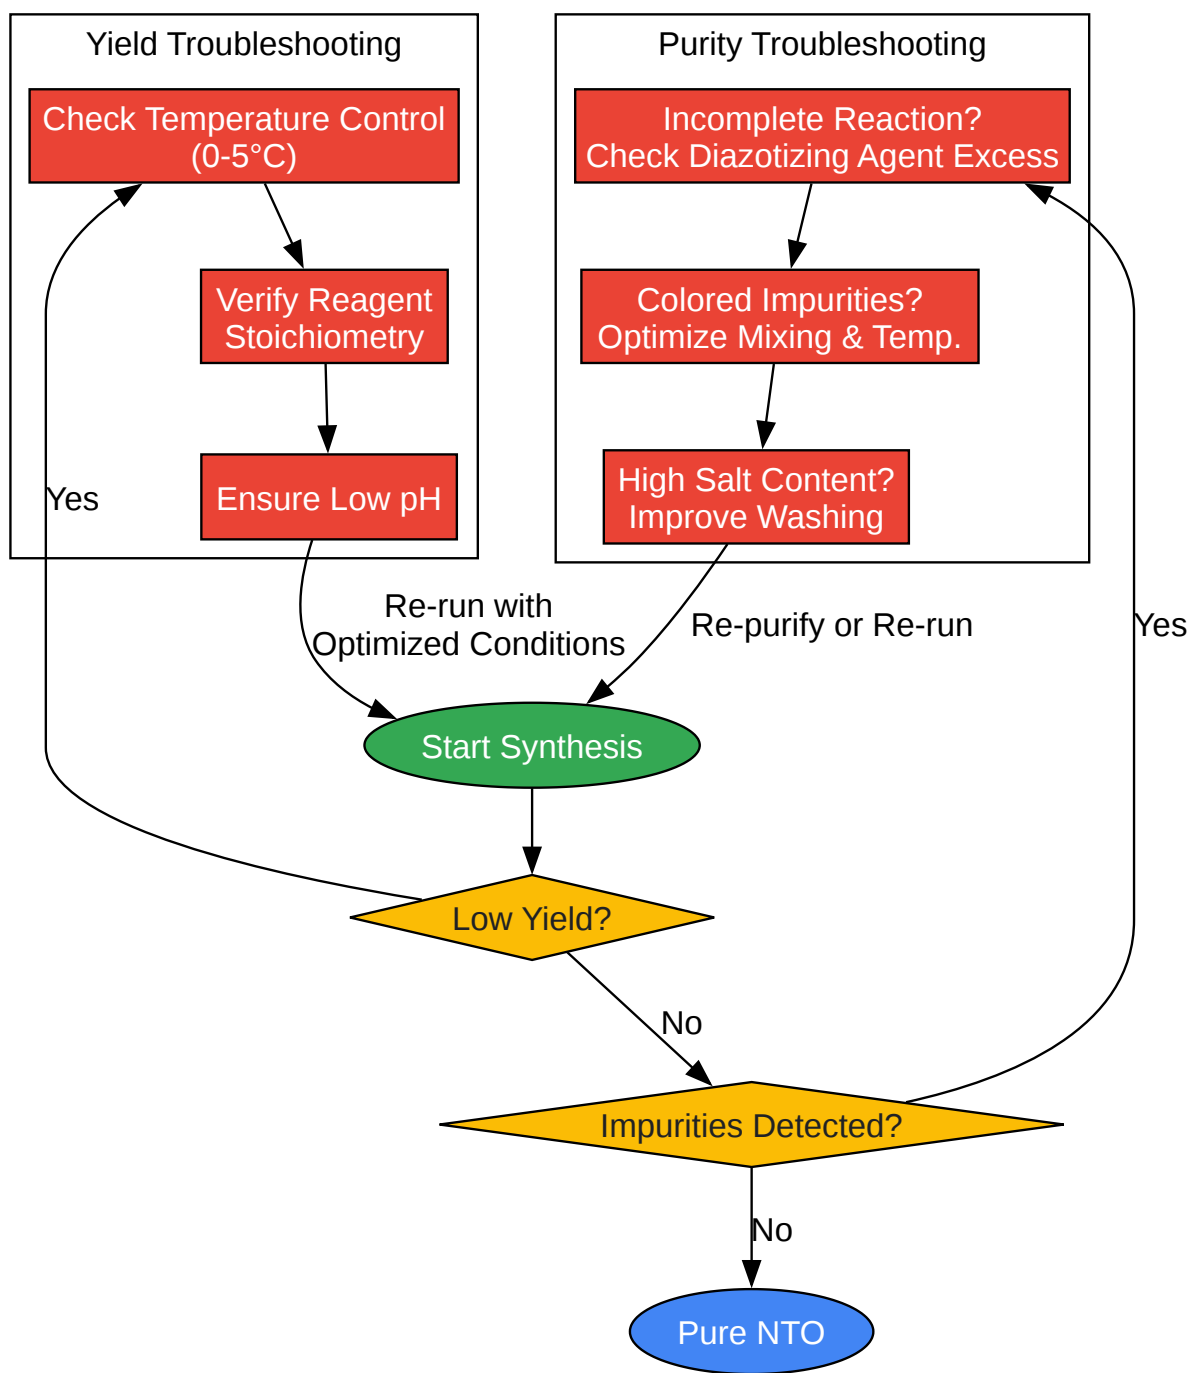 Yield Troubleshooting
Check Temperature Control
(0-5°C)
Verify Reagent
Stoichiometry
Ensure Low pH
Purity Troubleshooting
Incomplete Reaction?
Check Diazotizing Agent Excess
Colored Impurities?
Optimize Mixing & Temp.
High Salt Content?
Improve Washing
Yes
Re-run with
Optimized Conditions
Re-purify or Re-run
Yes
Start Synthesis
Low Yield?
No
Impurities Detected?
No
Pure NTO